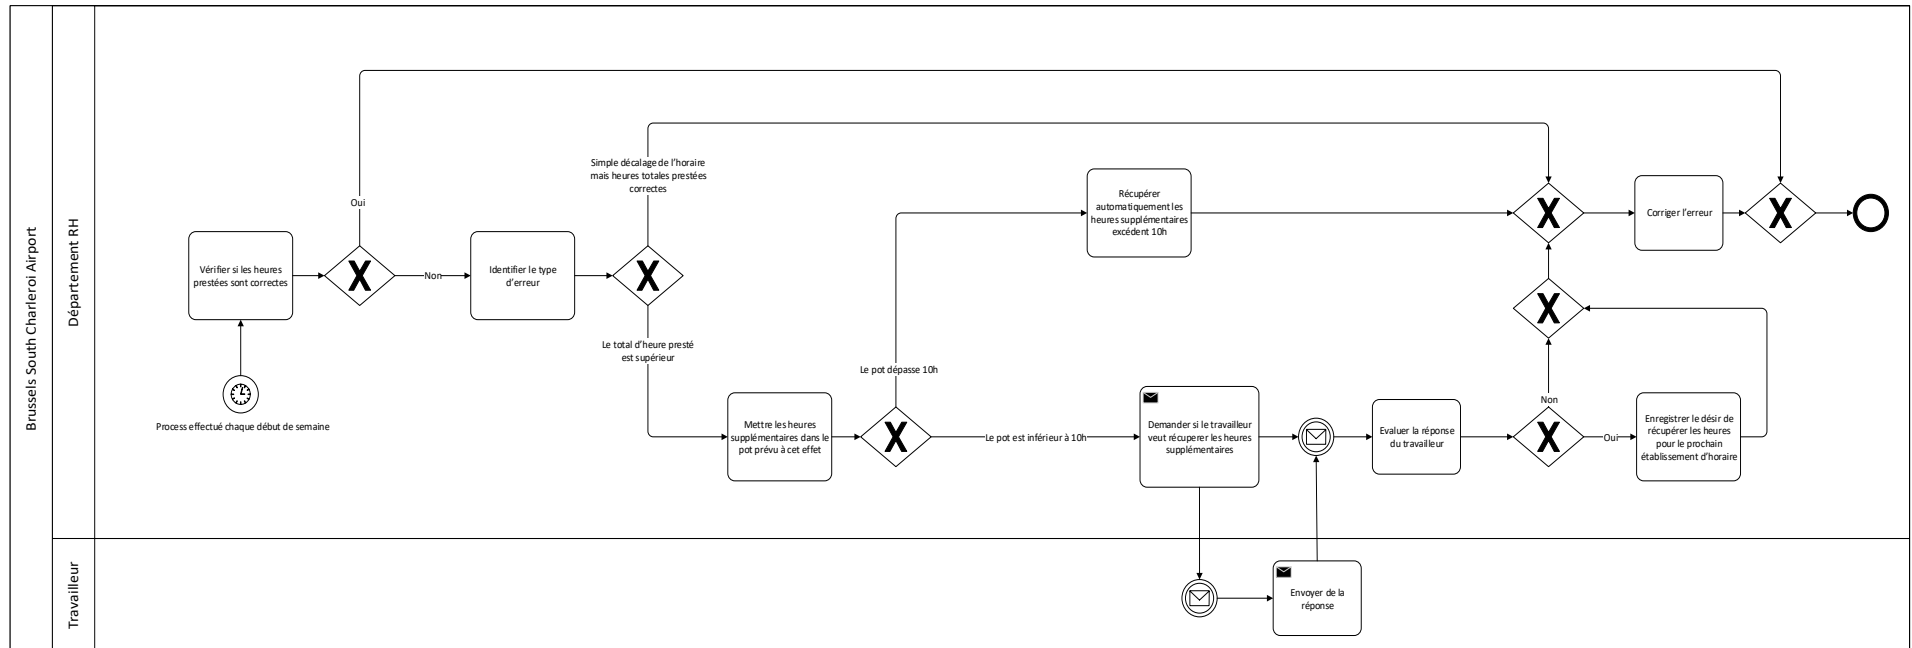 Brussels South Charleroi Airport
Département RH
Travailleur
Process effectué chaque début de semaine
Vérifier si les heures
prestées sont correctes
Oui
Non
Identifier le type
d'erreur
Simple décalage de l'horaire
mais heures totales prestées
correctes
Le total d'heure presté
est supérieur
Mettre les heures
supplémentaires dans le
pot prévu à cet effet
Le pot dépasse 10h
Récupérer
automatiquement les
heures supplémentaires
excédent 10h
Le pot est inférieur à 10h
Demander si le travailleur
veut récuperer les heures
supplémentaires
Evaluer la réponse
du travailleur
Non
Oui
Enregistrer le désir de
récupérer les heures
pour le prochain
établissement d'horaire
Corriger l'erreur
Envoyer de la
réponse